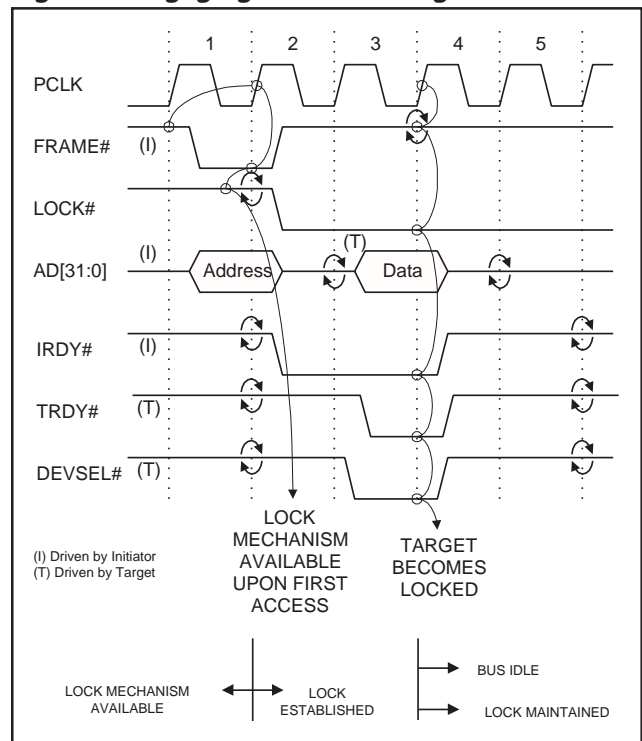 1 2 3 4 5
PCLK
FRAME# (I)
LOCK#
AD[31:0] (I) Address (T) Data
IRDY# (I)
TRDY# (T)
DEVSEL# (T)
(I) Driven by Initiator
(T) Driven by Target
LOCK
MECHANISM
AVAILABLE
UPON FIRST
ACCESS
TARGET
BECOMES
LOCKED
LOCK MECHANISM
AVAILABLE
LOCK
ESTABLISHED
BUS IDLE
LOCK MAINTAINED